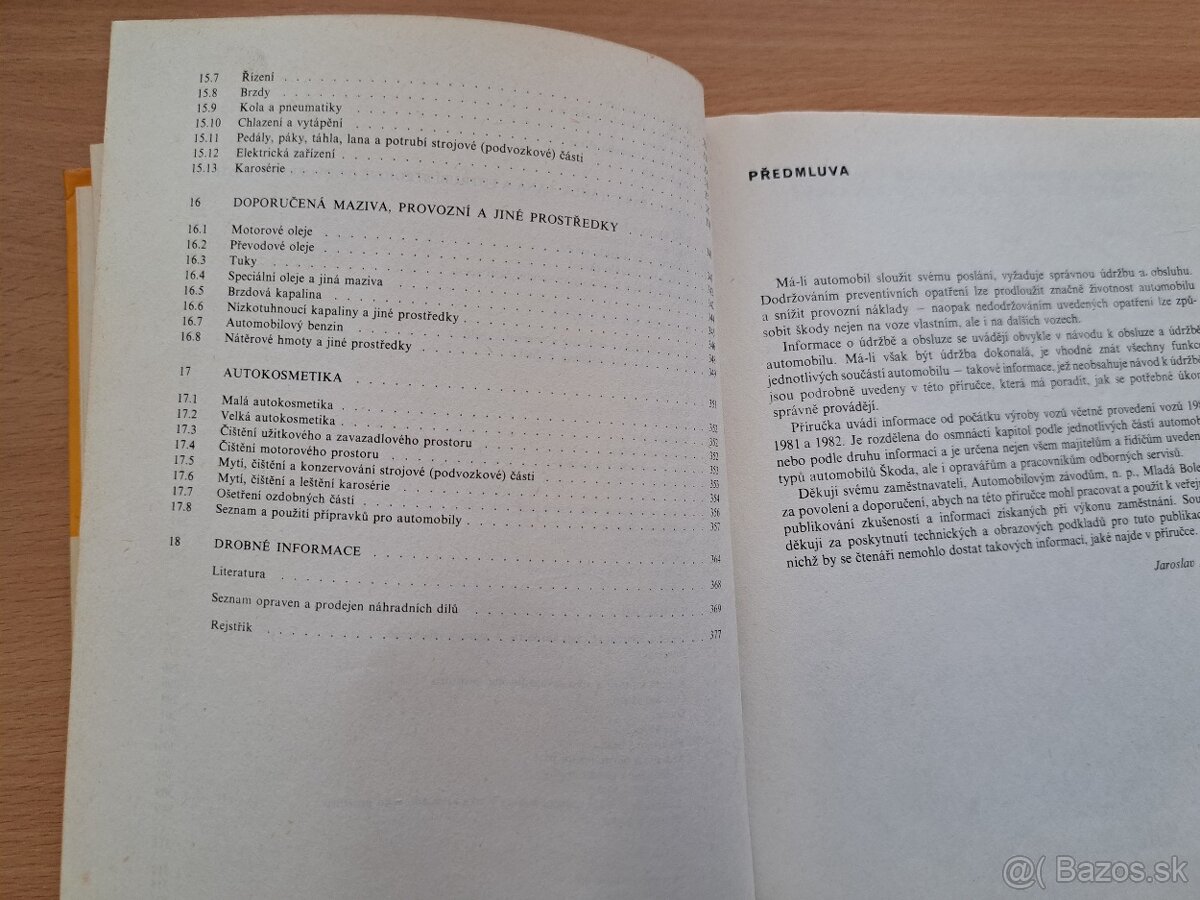 15.7 Řízení
15.8 Brzdy
15.9 Kola a pneumatiky
15.10 Chlazení a vytápění
15.11 Pedály, páky, táhla, lana a potrubí strojové (podvozkové) části
15.12 Elektrická zařízení
15.13 Karosérie
16 DOPORUČENÁ MAZIVA, PROVOZNÍ A JINÉ PROSTŘEDKY
16.1 Motorové oleje
16.2 Převodové oleje
16.3 Tuky
16.4 Speciální oleje a jiná maziva
16.5 Brzdová kapalina
16.6 Nízkotuhnoucí kapaliny a jiné prostředky
16.7 Automobilový benzin
16.8 Nátěrové hmoty a jiné prostředky
17 AUTOKOSMETIKA
17.1 Malá autokosmetika 351
17.2 Velká autokosmetika 352
17.3 Čištění užitkového a zavazadlového prostoru 352
17.4 Čištění motorového prostoru 352
17.5 Mytí, čištění a konzervování strojové (podvozkové) části 353
17.6 Mytí, čištění a leštění karosérie 353
17.7 Ošetření ozdobných částí 354
17.8 Seznam a použití přípravků pro automobily 357
18 DROBNÉ INFORMACE 364
Literatura 368
Seznam opraven a prodejen náhradních dílů 369
Rejstřík 377
PŘEDMLUVA
Má-li automobil sloužit svému poslání, vyžaduje správnou údržbu a obsluhu.
Dodržováním preventivních opatření lze prodloužit značně životnost automobilu
a snížit provozní náklady — naopak nedodržováním uvedených opatření lze způ-
sobit škody nejen na voze vlastním, ale i na dalších vozech.
Informace o údržbě a obsluze se uvádějí obvykle v návodu k obsluze a údržbě
automobilu. Má-li však být údržba dokonalá, je vhodné znát všechny funkce
jednotlivých součástí automobilu — takové informace, jež neobsahuje návod k údržbě
jsou podrobně uvedeny v této příručce, která má poradit, jak se potřebné úkon
správně provádějí.
Příručka uvádí informace od počátku výroby vozů včetně provedení vozů 19
1981 a 1982. Je rozdělena do osmnácti kapitol podle jednotlivých částí automo
nebo podle druhu informací a je určena nejen všem majitelům a řidičům uveden
typů automobilů Škoda, ale i opravářům a pracovníkům odborných servisů.
Děkuji svému zaměstnavateli, Automobilovým závodům, n. p., Mladá Bole
za povolení a doporučení, abych na této příručce mohl pracovat a použít k veřej
publikování zkušeností a informací získaných při výkonu zaměstnání. Sou
děkuji za poskytnutí technických a obrazových podkladů pro tuto publikac
nichž by se čtenáři nemohlo dostat takových informací, jaké najde v příručce.
Jaroslav
@( Bazos.sk